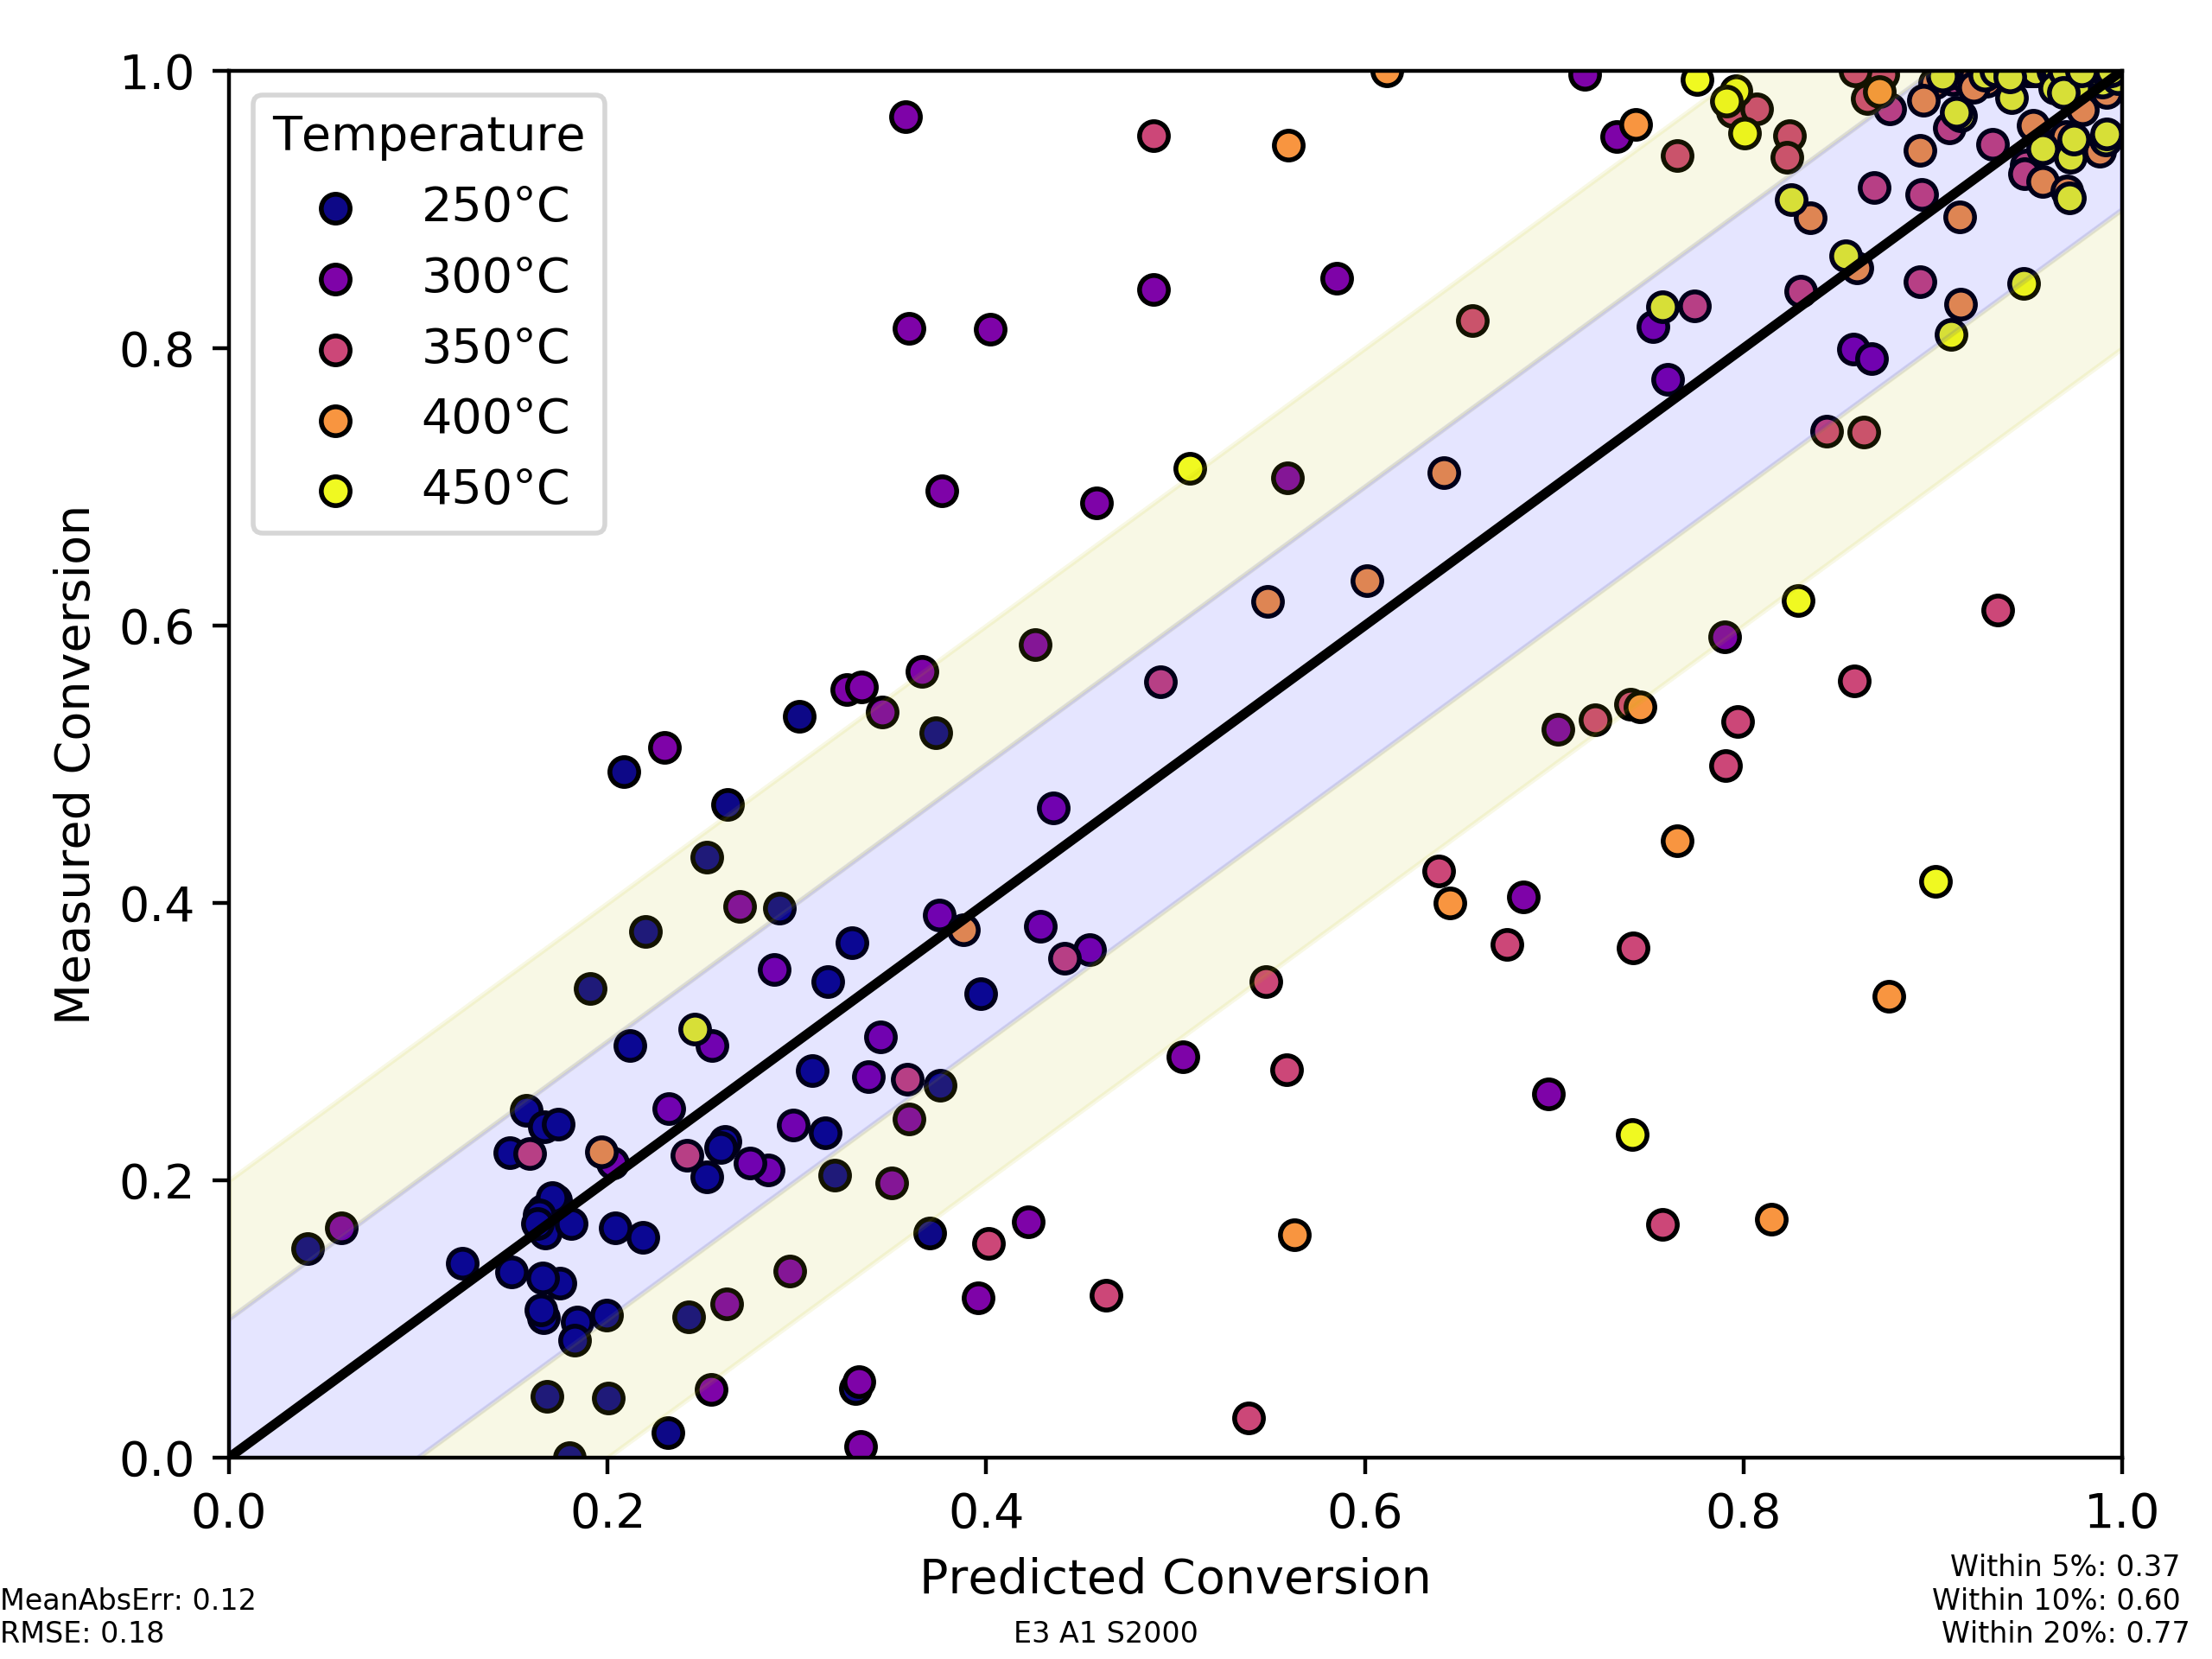 1.0
0.8
0.6
0.4
0.2
0.0
Measured Conversion
Temperature
250°C
300°C
350°C
400°C
450°C
0.0 0.2 0.4 0.6 0.8 1.0
Predicted Conversion
MeanAbsErr: 0.12
RMSE: 0.18
E3 A1 S2000
Within 5%: 0.37
Within 10%: 0.60
Within 20%: 0.77